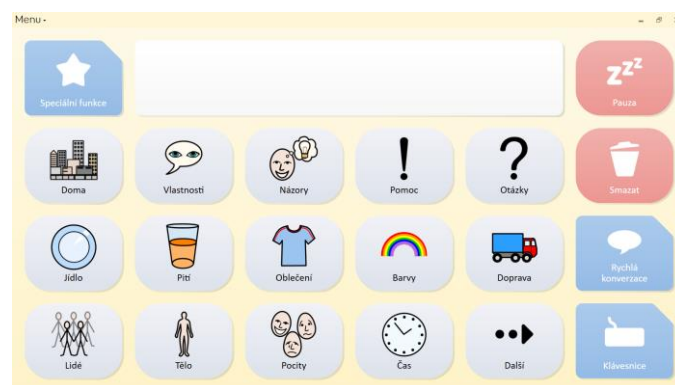 Menu
Speciální funkce
zzz
Pauza
Doma
Vlastnosti
Názory
Pomoc
Otázky
Smazat
Jídlo
Pití
Oblečení
Barvy
Doprava
Rychlá
konverzace
Lidé
Tělo
Pocity
Čas
Další
Klávesnice